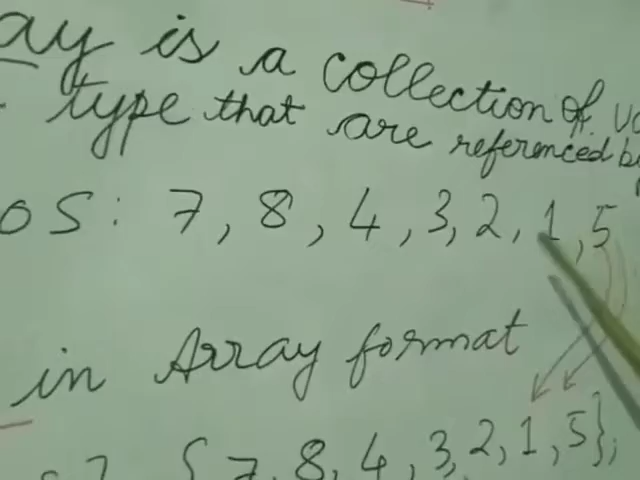 ay is a collection of
type that are referenced b
OS: 7, 8, 4, 3, 2, 1, 5
in Array format
{7, 8, 4, 3, 2, 1, 5};